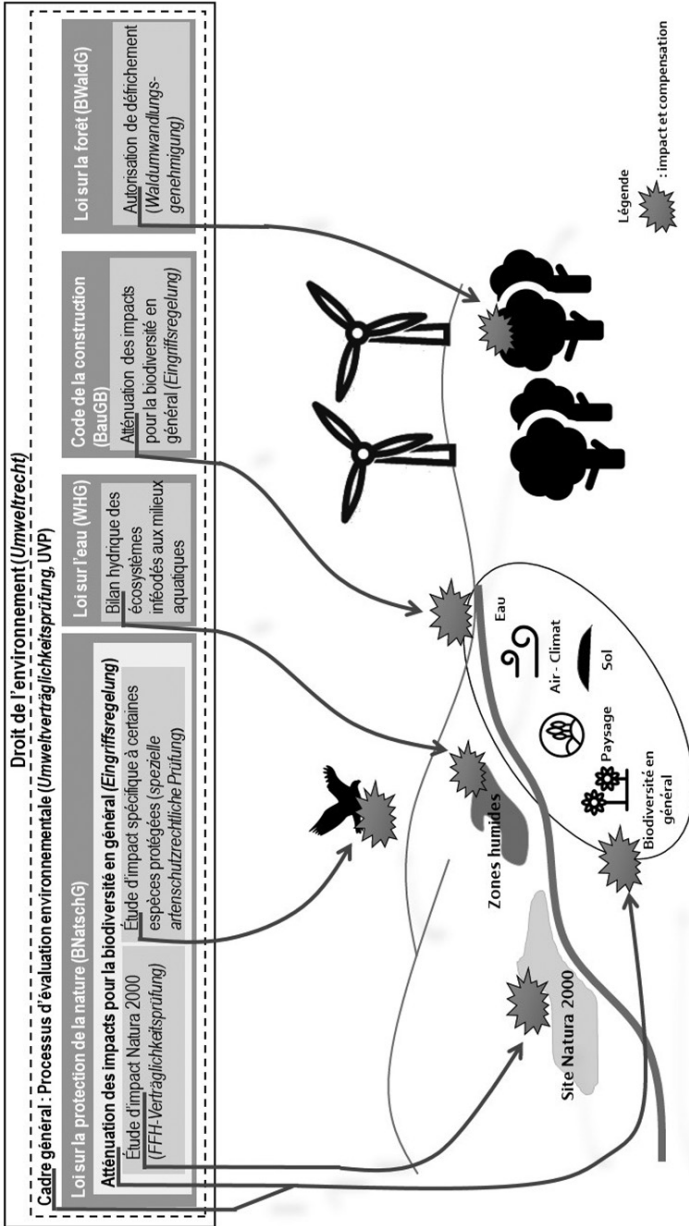 Droit de l'environnement (Umweltrecht)
Cadre général : Processus d'évaluation environnementale (Umweltverträglichkeitsprüfung, UVP)
Loi sur la protection de la nature (BNatschG)
Atténuation des impacts pour la biodiversité en général (Eingriffsregelung)
Étude d'impact Natura 2000
(FFH-Verträglichkeitsprüfung)
Étude d'impact spécifique à certaines
espèces protégées (spezielle
artenschutzrechtliche Prüfung)
Loi sur l'eau (WHG)
Bilan hydrique des
écosystèmes
inféodés aux milieux
aquatiques
Code de la construction
(BauGB)
Atténuation des impacts
pour la biodiversité en
général (Eingriffsregelung)
Loi sur la forêt (BWaldG)
Autorisation de défrichement
(Waldumwandlungs-
genehmigung)
Site Natura 2000
Zones humides
Eau
Air - Climat
Sol
Paysage
Biodiversité en
général
Légende
: impact et compensation